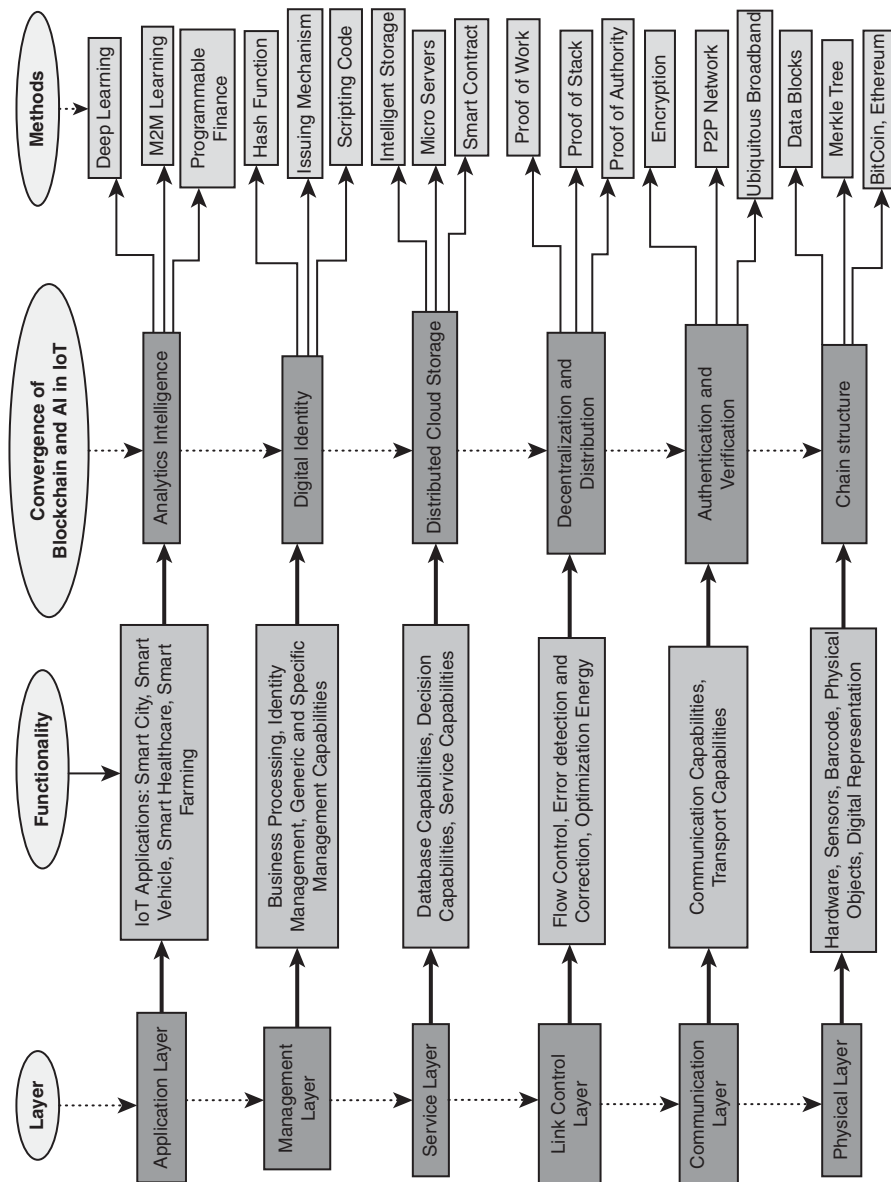 Layer
Functionality
Convergence of
Blockchain and AI in IoT
Methods
Application Layer
IoT Applications: Smart City, Smart
Vehicle, Smart Healthcare, Smart
Farming
Analytics Intelligence
Deep Learning
M2M Learning
Programmable
Finance
Management
Layer
Business Processing, Identity
Management, Generic and Specific
Management Capabilities
Digital Identity
Hash Function
Issuing Mechanism
Scripting Code
Service Layer
Database Capabilities, Decision
Capabilities, Service Capabilities
Distributed Cloud Storage
Intelligent Storage
Micro Servers
Smart Contract
Link Control
Layer
Flow Control, Error detection and
Correction, Optimization Energy
Decentralization and
Distribution
Proof of Work
Proof of Stack
Proof of Authority
Communication
Layer
Communication Capabilities,
Transport Capabilities
Authentication and
Verification
Encryption
P2P Network
Ubiquitous Broadband
Physical Layer
Hardware, Sensors, Barcode, Physical
Objects, Digital Representation
Chain structure
Data Blocks
Merkle Tree
BitCoin, Ethereum